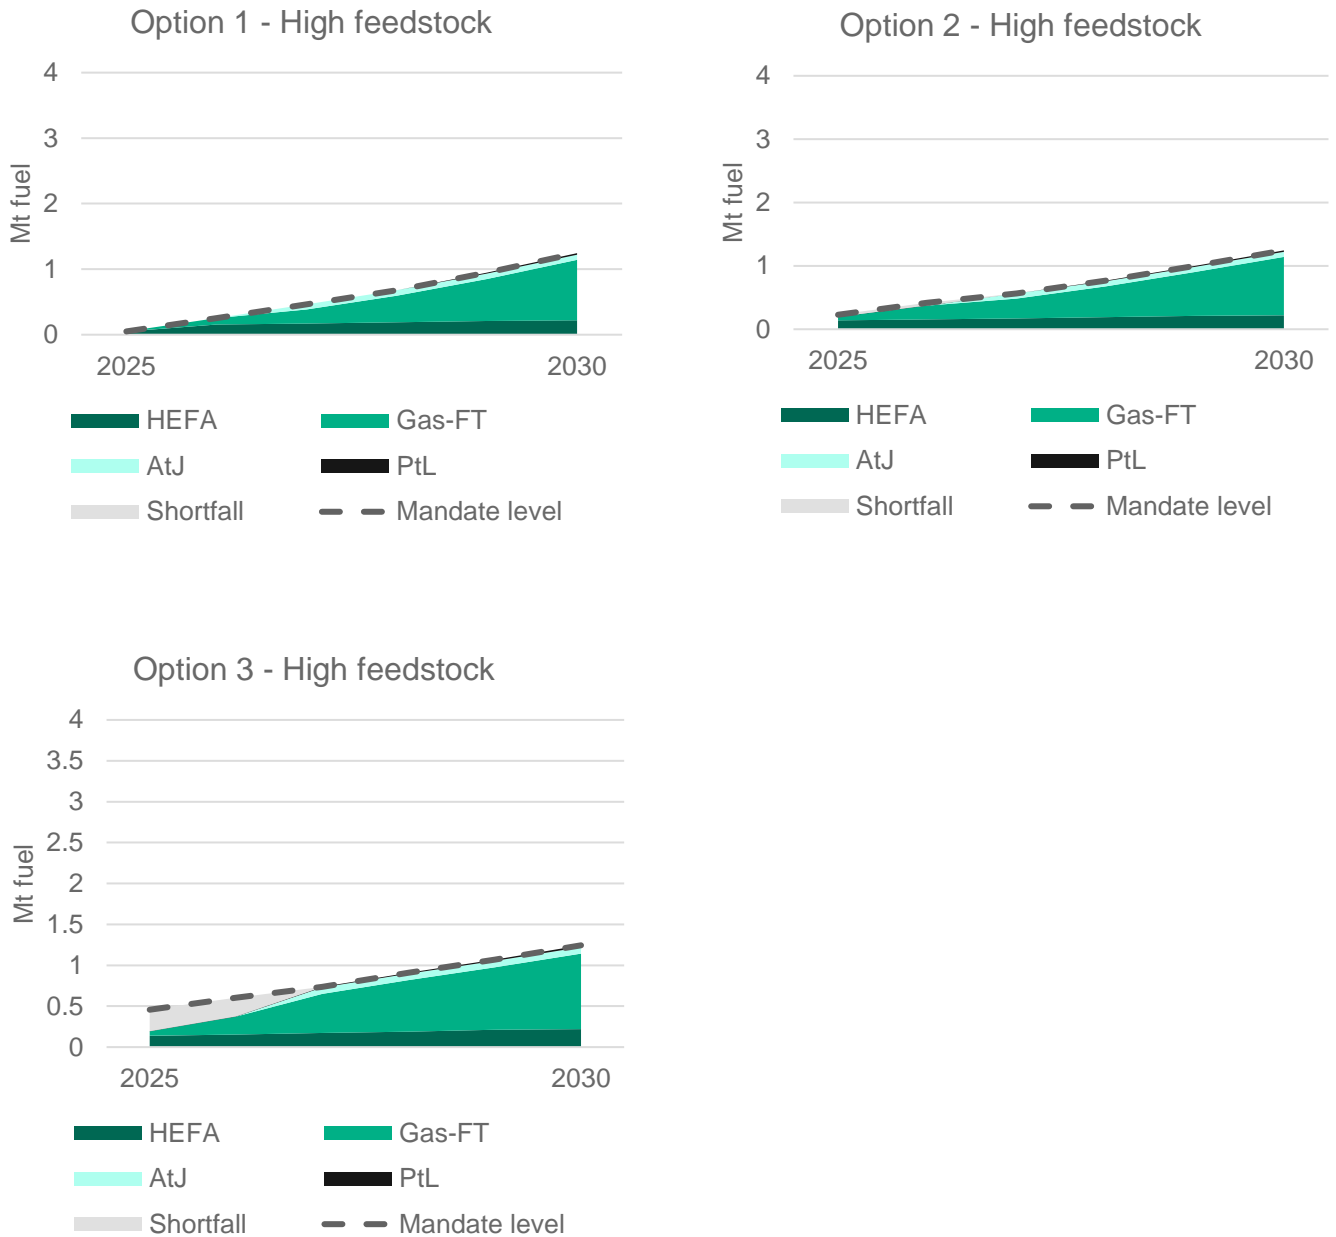 Option 1 - High feedstock
4
3
2
1
0
Mt fuel
2025 2030
HEFA Gas-FT
AtJ PtL
Shortfall Mandate level
Option 2 - High feedstock
4
3
2
1
0
Mt fuel
2025 2030
HEFA Gas-FT
AtJ PtL
Shortfall Mandate level
Option 3 - High feedstock
4
3.5
3
2.5
2
1.5
1
0.5
0
Mt fuel
2025 2030
HEFA Gas-FT
AtJ PtL
Shortfall Mandate level